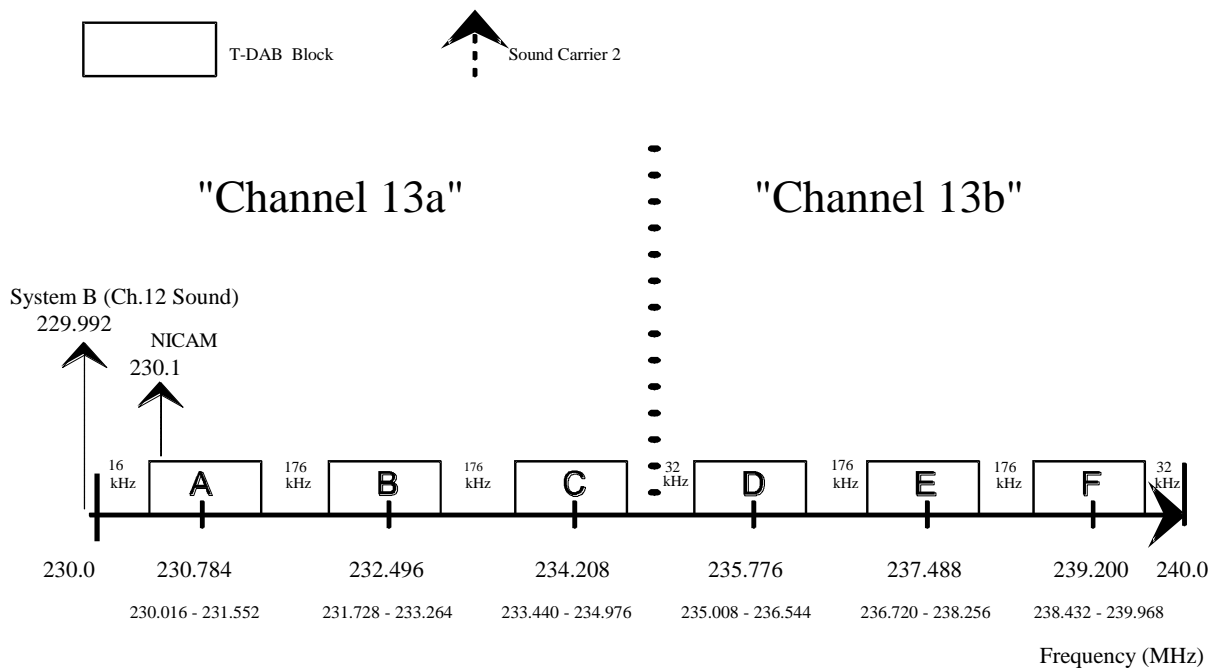 T-DAB Block
Sound Carrier 2
"Channel 13a"
"Channel 13b"
System B (Ch.12 Sound)
229.992
NICAM
230.1
16 kHz
A
176 kHz
B
176 kHz
C
32 kHz
D
176 kHz
E
176 kHz
F
32 kHz
230.0 230.784 232.496 234.208 235.776 237.488 239.200 240.0
230.016 - 231.552 231.728 - 233.264 233.440 - 234.976 235.008 - 236.544 236.720 - 238.256 238.432 - 239.968
Frequency (MHz)